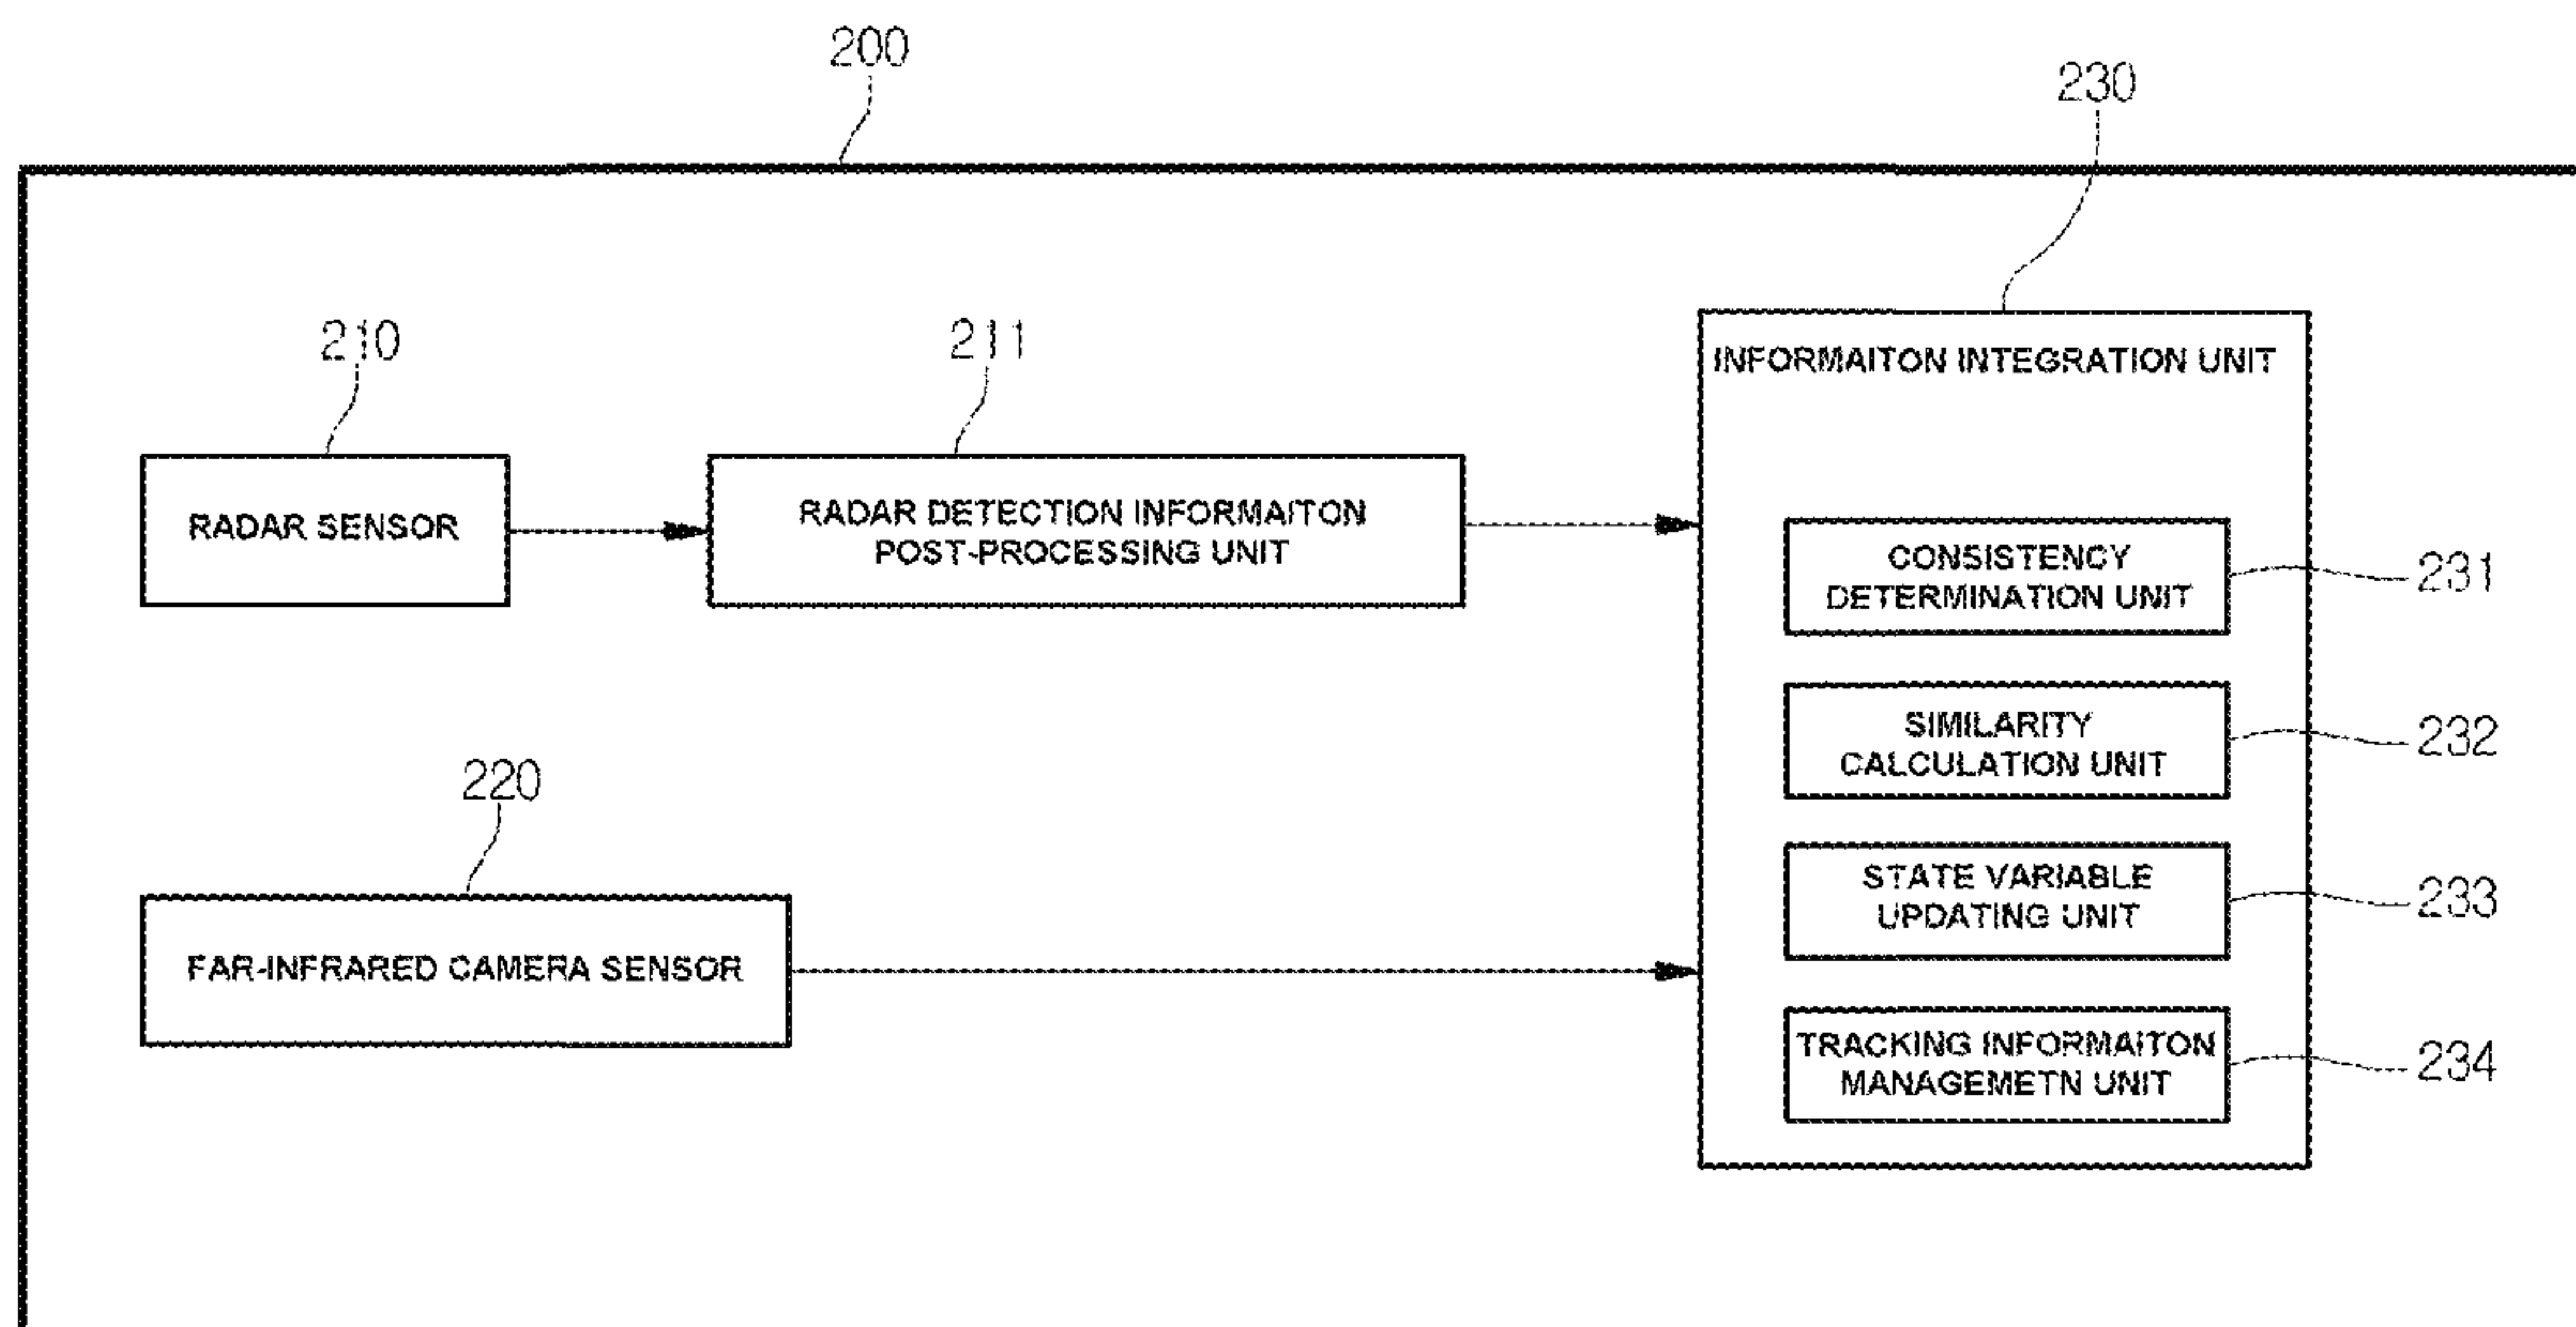 200
230
210
211
INFORMAITON INTEGRATION UNIT
RADAR SENSOR
RADAR DETECTION INFORMAITON
POST-PROCESSING UNIT
CONSISTENCY
DETERMINATION UNIT
231
SIMILARITY
CALCULATION UNIT
232
220
STATE VARIABLE
UPDATING UNIT
233
FAR-INFRARED CAMERA SENSOR
TRACKING INFORMAITON
MANAGEMETN UNIT
234